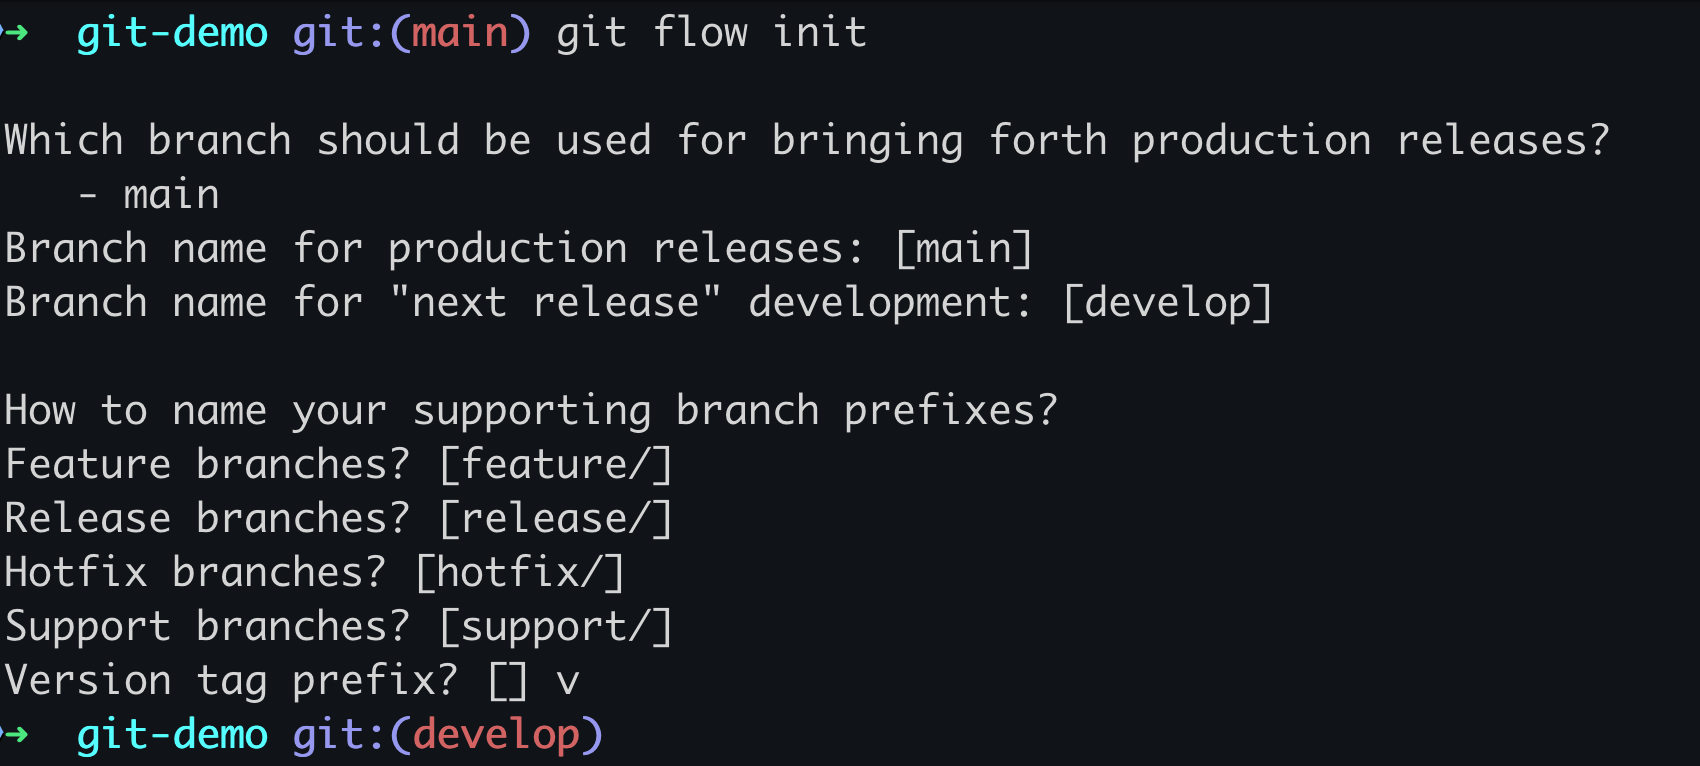 ➜ git-demo git:(main) git flow init
Which branch should be used for bringing forth production releases?
- main
Branch name for production releases: [main]
Branch name for "next release" development: [develop]
How to name your supporting branch prefixes?
Feature branches? [feature/]
Release branches? [release/]
Hotfix branches? [hotfix/]
Support branches? [support/]
Version tag prefix? [] v
➜ git-demo git:(develop)